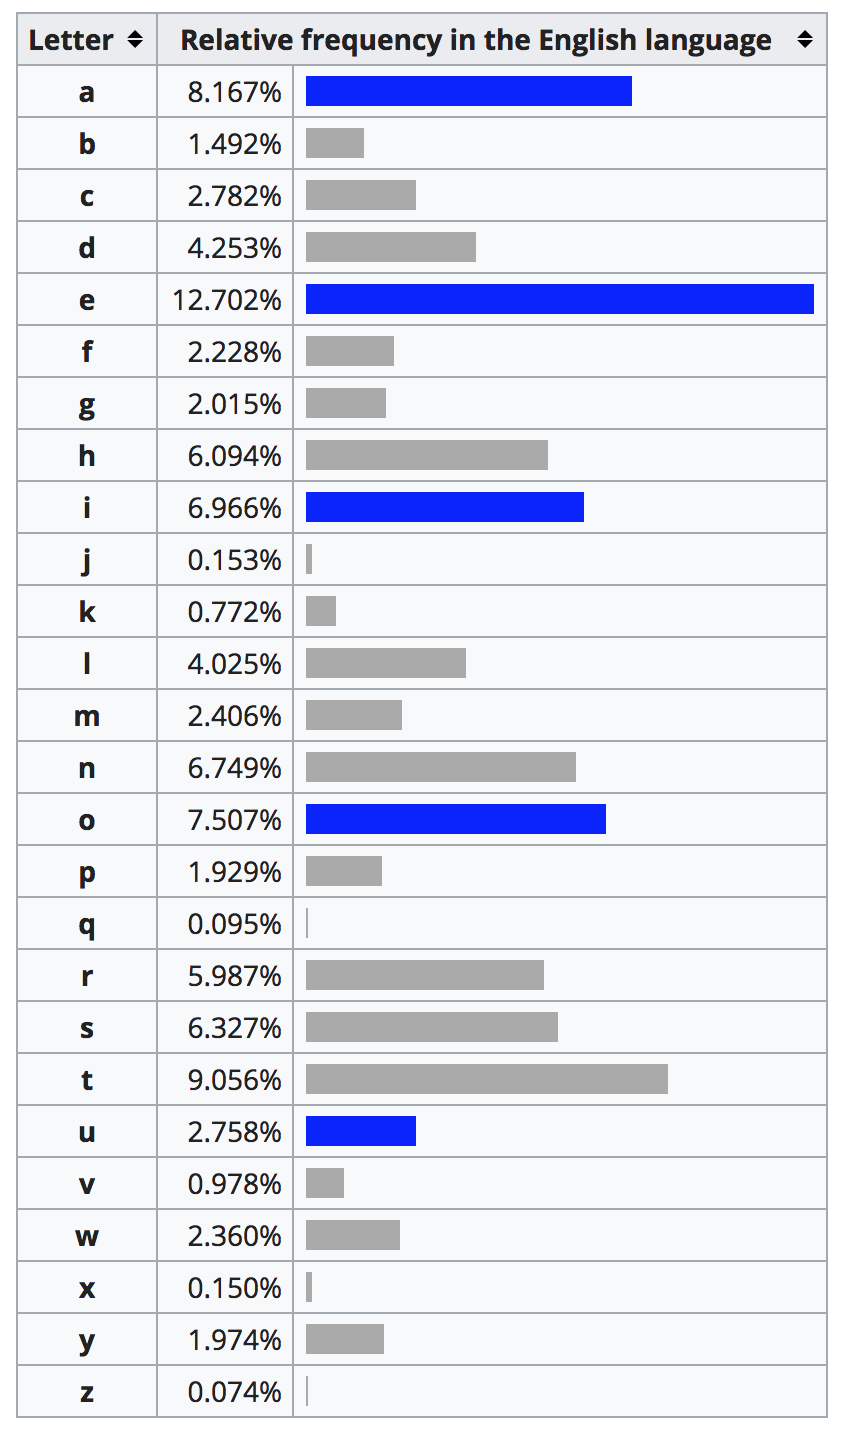 Letter Relative frequency in the English language
a 8.167%
b 1.492%
c 2.782%
d 4.253%
e 12.702%
f 2.228%
g 2.015%
h 6.094%
i 6.966%
j 0.153%
k 0.772%
l 4.025%
m 2.406%
n 6.749%
o 7.507%
p 1.929%
q 0.095%
r 5.987%
s 6.327%
t 9.056%
u 2.758%
v 0.978%
w 2.360%
x 0.150%
y 1.974%
z 0.074%